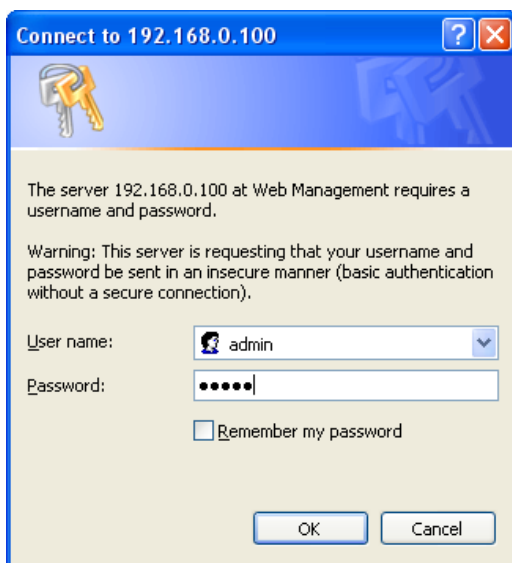 Connect to 192.168.0.100
?
The server 192.168.0.100 at Web Management requires a
username and password.
Warning: This server is requesting that your username and
password be sent in an insecure manner (basic authentication
without a secure connection).
User name:
admin
Password:
●●●●●
Remember my password
OK
Cancel